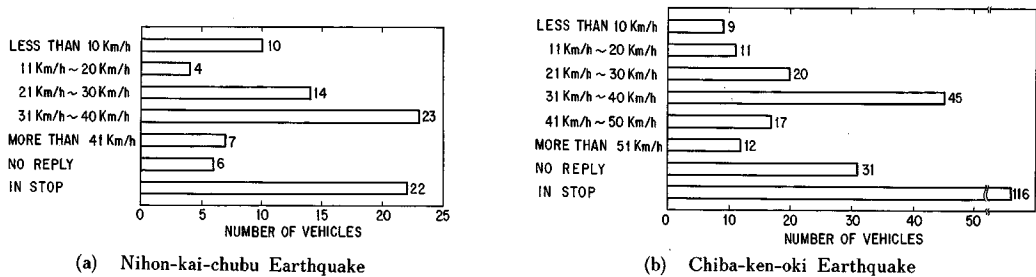 LESS THAN 10 Km/h
10
11 Km/h ~ 20 Km/h
4
21 Km/h ~ 30 Km/h
14
31 Km/h ~ 40 Km/h
23
MORE THAN 41 Km/h
7
NO REPLY
6
IN STOP
22
0 5 10 15 20 25
NUMBER OF VEHICLES
(a) Nihon-kai-chubu Earthquake
LESS THAN 10 Km/h
9
11 Km/h ~ 20 Km/h
11
21 Km/h ~ 30 Km/h
20
31 Km/h ~ 40 Km/h
45
41 Km/h ~ 50 Km/h
17
MORE THAN 51 Km/h
12
NO REPLY
31
IN STOP
116
0 10 20 30 40 50
NUMBER OF VEHICLES
(b) Chiba-ken-oki Earthquake